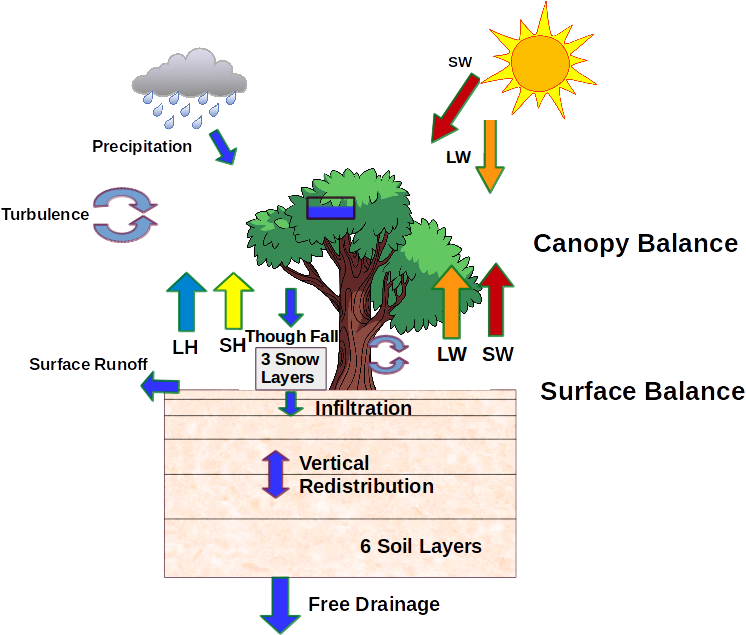 SW
Precipitation
LW
Turbulence
Canopy Balance
LH
SH
Though Fall
LW
SW
Surface Runoff
3 Snow
Layers
Surface Balance
Infiltration
Vertical
Redistribution
6 Soil Layers
Free Drainage